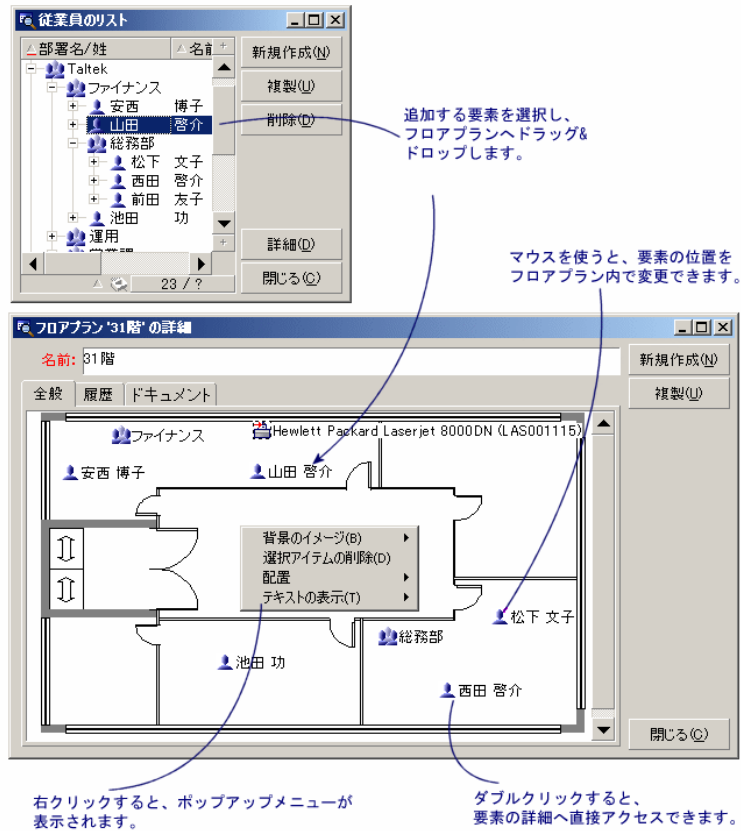 従業員のリスト
部署名/姓
名前
新規作成(N)
Taltek
ファイナンス
複製(U)
安西 博子
山田 啓介
削除(D)
総務部
松下 文子
西田 啓介
前田 友子
池田 功
運用
詳細(D)
23 / ?
閉じる(C)
追加する要素を選択し、
フロアプランへドラッグ&
ドロップします。
マウスを使うと、要素の位置を
フロアプラン内で変更できます。
フロアプラン '31階' の詳細
名前: 31階
新規作成(N)
全般 履歴 ドキュメント
複製(U)
ファイナンス
Hewlett Packard Laserjet 8000DN (LAS001115)
安西 博子
山田 啓介
背景のイメージ(B)
選択アイテムの削除(D)
配置
テキストの表示(T)
松下 文子
総務部
池田 功
西田 啓介
閉じる(C)
右クリックすると、ポップアップメニューが
表示されます。
ダブルクリックすると、
要素の詳細へ直接アクセスできます。